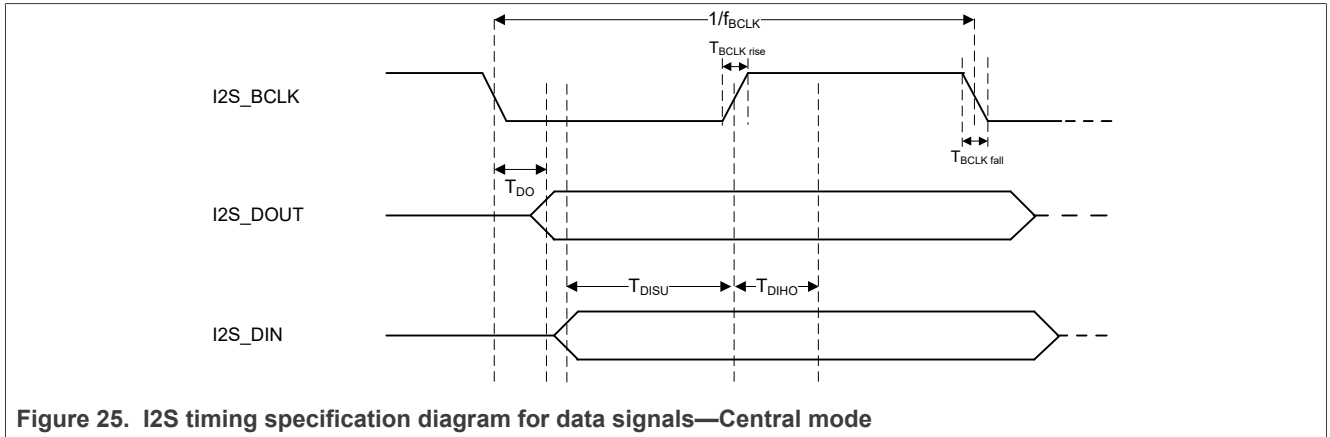 1/fBCLK
TBCLK rise
I2S_BCLK
TBCLK fall
TDO
I2S_DOUT
TDISU
TDIHO
I2S_DIN
Figure 25. I2S timing specification diagram for data signals—Central mode